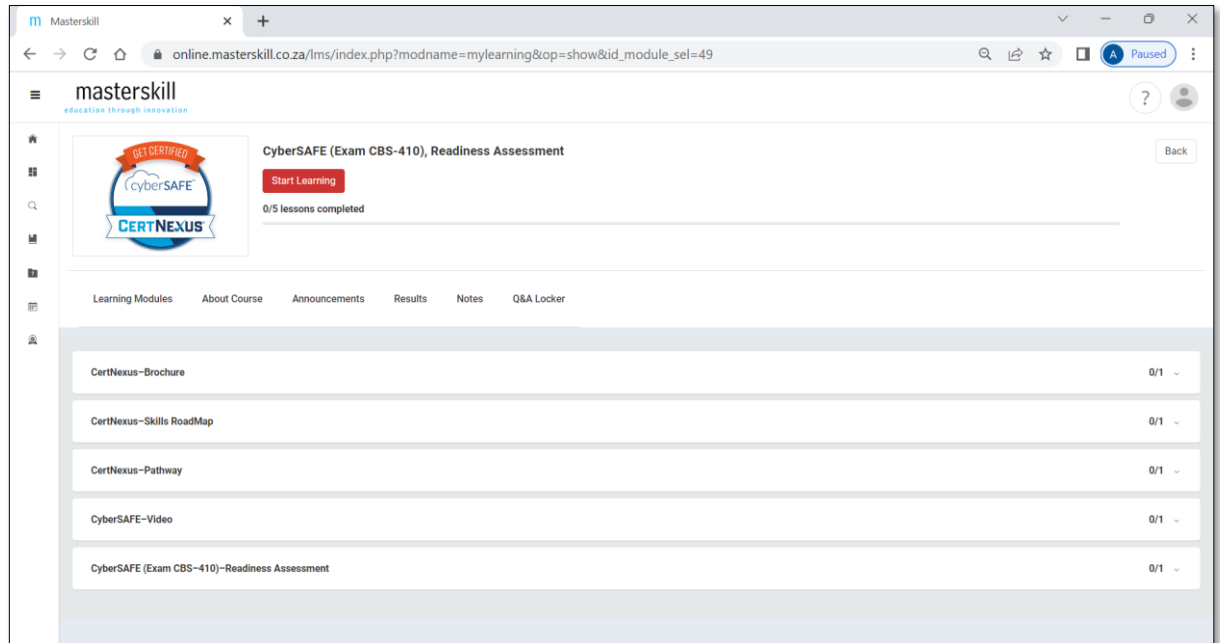 m Masterskill
online.masterskill.co.za/lms/index.php?modname=mylearning&op=show&id_module_sel=49
A Paused
masterskill
education through innovation
?
GET CERTIFIED
cyberSAFE
CERTNEXUS
CyberSAFE (Exam CBS-410), Readiness Assessment
Back
Start Learning
0/5 lessons completed
Learning Modules About Course Announcements Results Notes Q&A Locker
CertNexus–Brochure 0/1
CertNexus–Skills RoadMap 0/1
CertNexus–Pathway 0/1
CyberSAFE–Video 0/1
CyberSAFE (Exam CBS–410)–Readiness Assessment 0/1